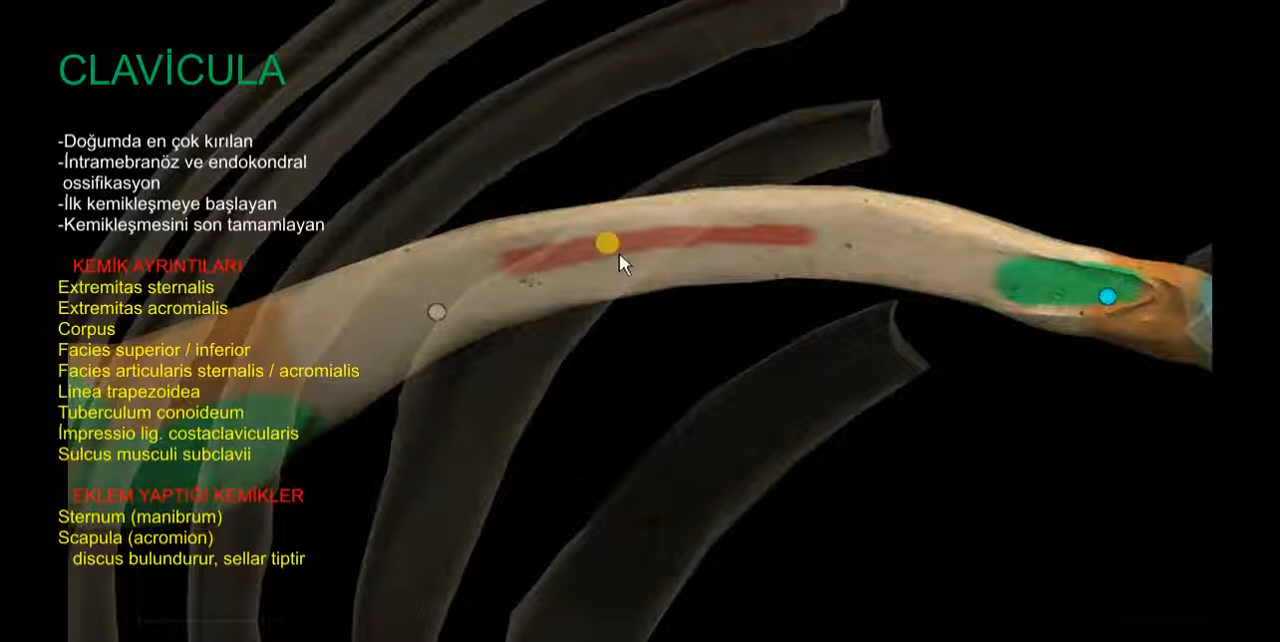 CLAVİCULA
-Doğumda en çok kırılan
-İntramebranöz ve endokondral
ossifikasyon
-İlk kemikleşmeye başlayan
-Kemikleşmesini son tamamlayan
KEMİK AYRINTILARI
Extremitas sternalis
Extremitas acromialis
Corpus
Facies superior / inferior
Facies articularis sternalis / acromialis
Linea trapezoidea
Tuberculum conoideum
İmpressio lig. costaclavicularis
Sulcus musculi subclavii
EKLEM YAPTIĞI KEMİKLER
Sternum (manibrum)
Scapula (acromion)
discus bulundurur, sellar tiptir